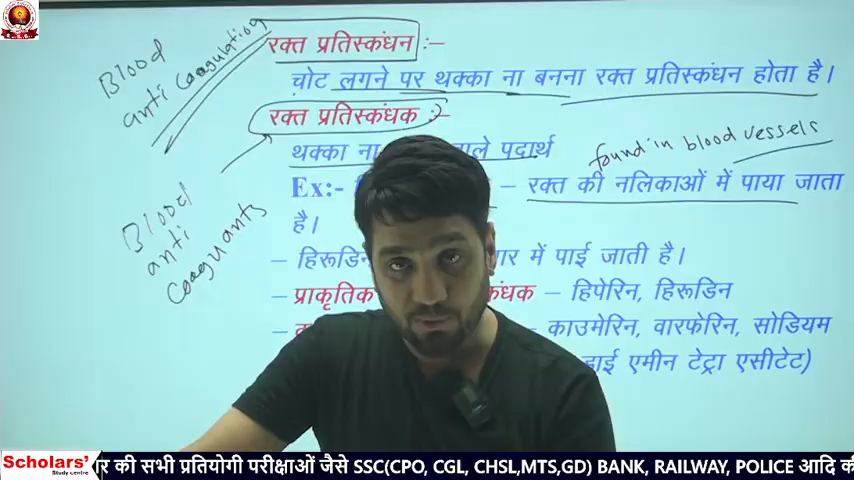 रक्त प्रतिस्कंधन :–
Blood
anti coagulation
चोट लगने पर थक्का ना बनना रक्त प्रतिस्कंधन होता है।
रक्त प्रतिस्कंधक :–
थक्का ना वाले पदार्थ
found in blood vessels
Ex:- – रक्त की नलिकाओं में पाया जाता
है।
Blood
anti
– हिरूडिन में पाई जाती है।
– प्राकृतिक – हिपेरिन, हिरूडिन
– काउमेरिन, वारफेरिन, सोडियम
डाई एमीन टेट्रा एसीटेट)
Scholars'
Study centre
की सभी प्रतियोगी परीक्षाओं जैसे SSC(CPO, CGL, CHSL,MTS,GD) BANK, RAILWAY, POLICE आदि